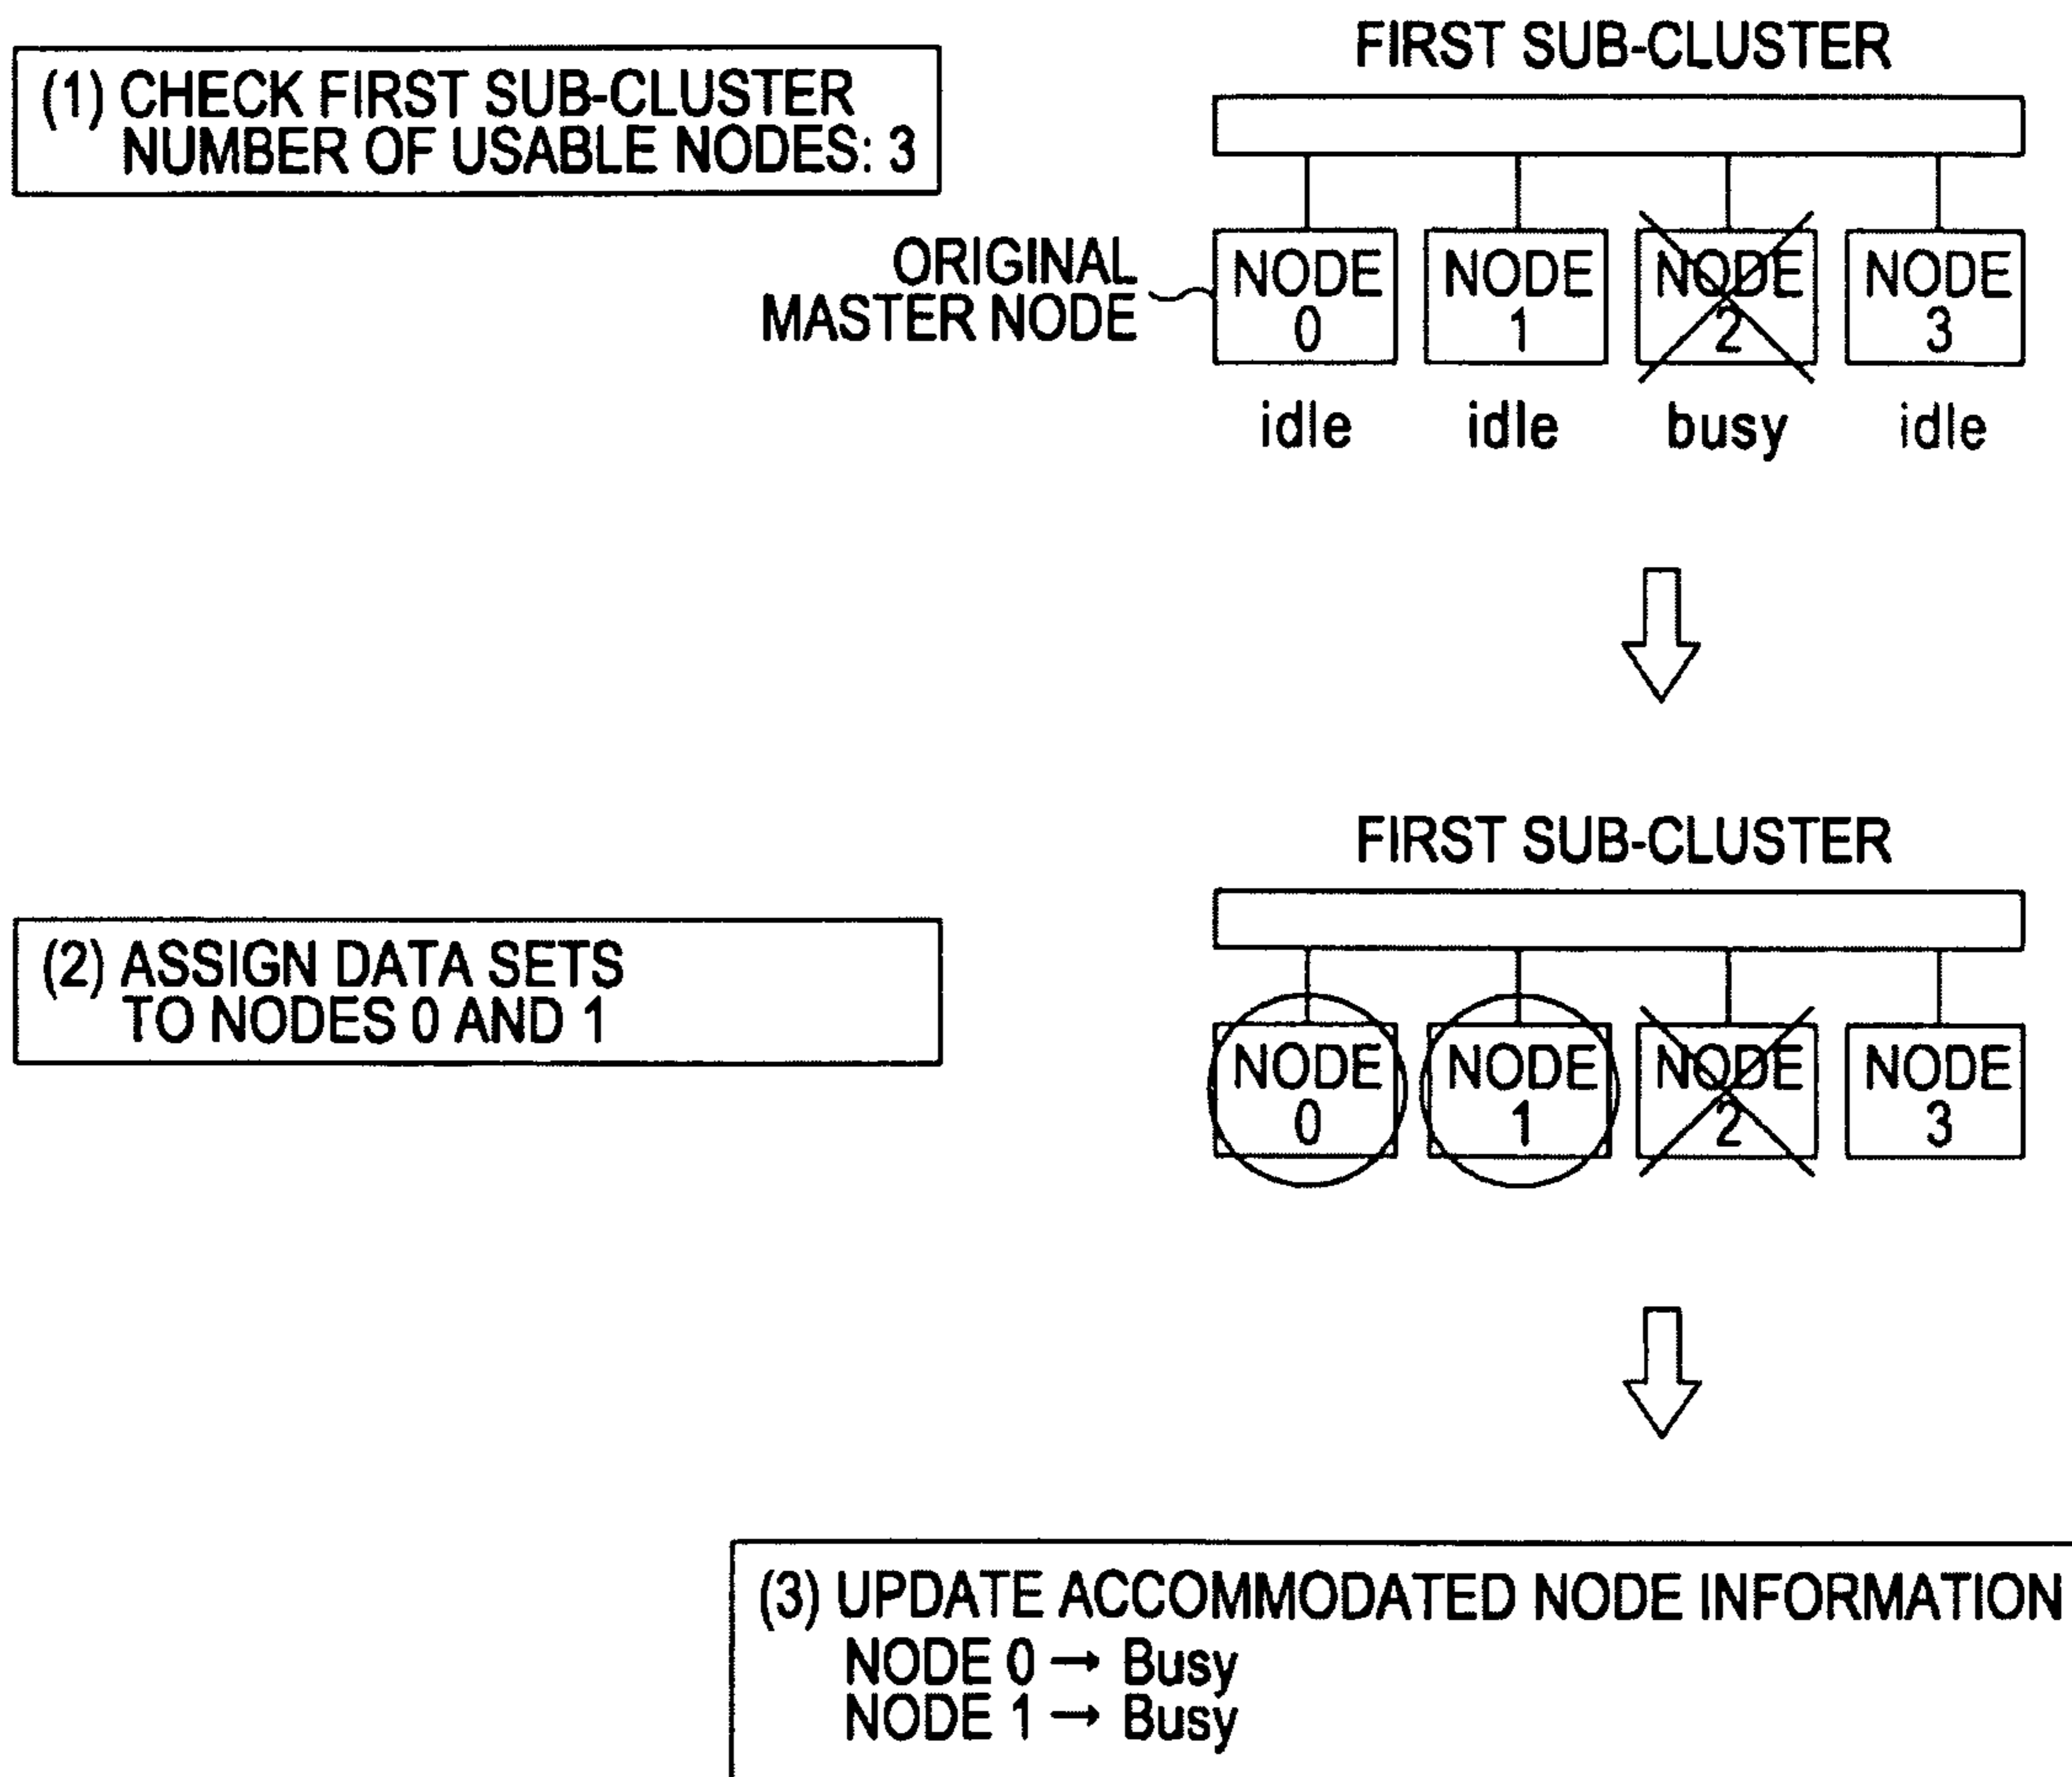 FIRST SUB-CLUSTER
(1) CHECK FIRST SUB-CLUSTER
NUMBER OF USABLE NODES: 3
ORIGINAL
MASTER NODE
NODE
0
NODE
1
NODE
2
NODE
3
idle
idle
busy
idle
FIRST SUB-CLUSTER
(2) ASSIGN DATA SETS
TO NODES 0 AND 1
NODE
0
NODE
1
NODE
2
NODE
3
(3) UPDATE ACCOMMODATED NODE INFORMATION
NODE 0 → Busy
NODE 1 → Busy